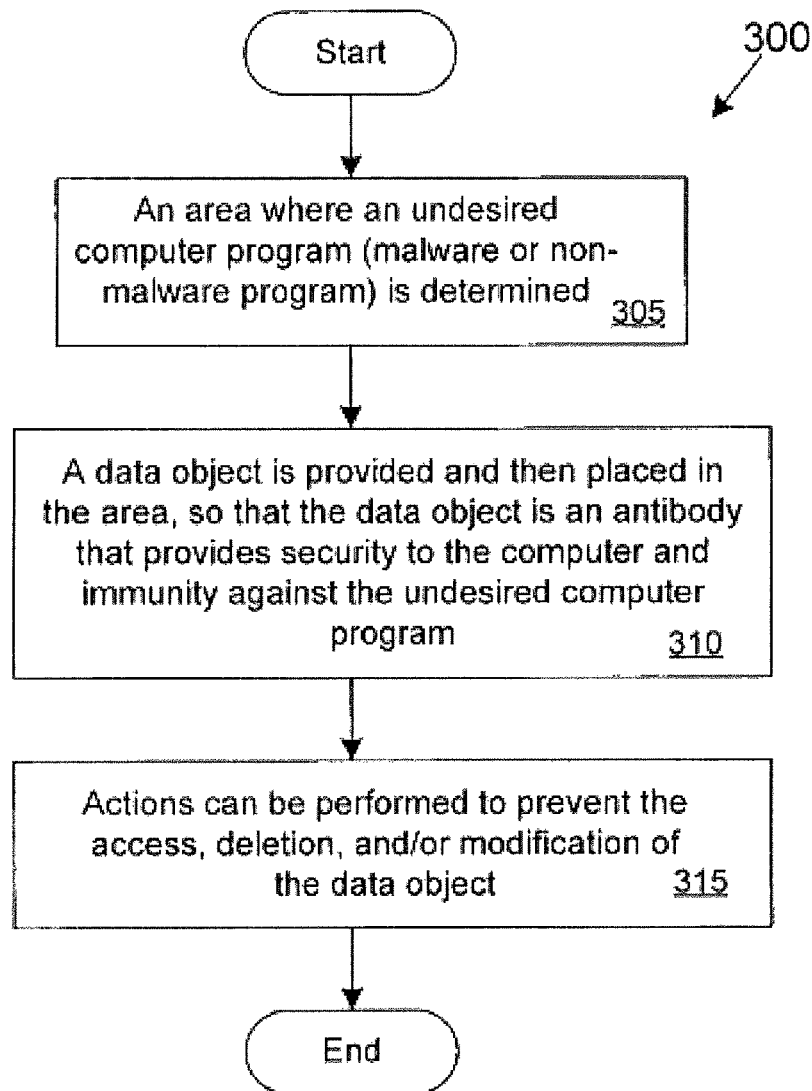 300
Start
An area where an undesired
computer program (malware or non-
malware program) is determined
305
A data object is provided and then placed in
the area, so that the data object is an antibody
that provides security to the computer and
immunity against the undesired computer
program
310
Actions can be performed to prevent the
access, deletion, and/or modification of
the data object
315
End